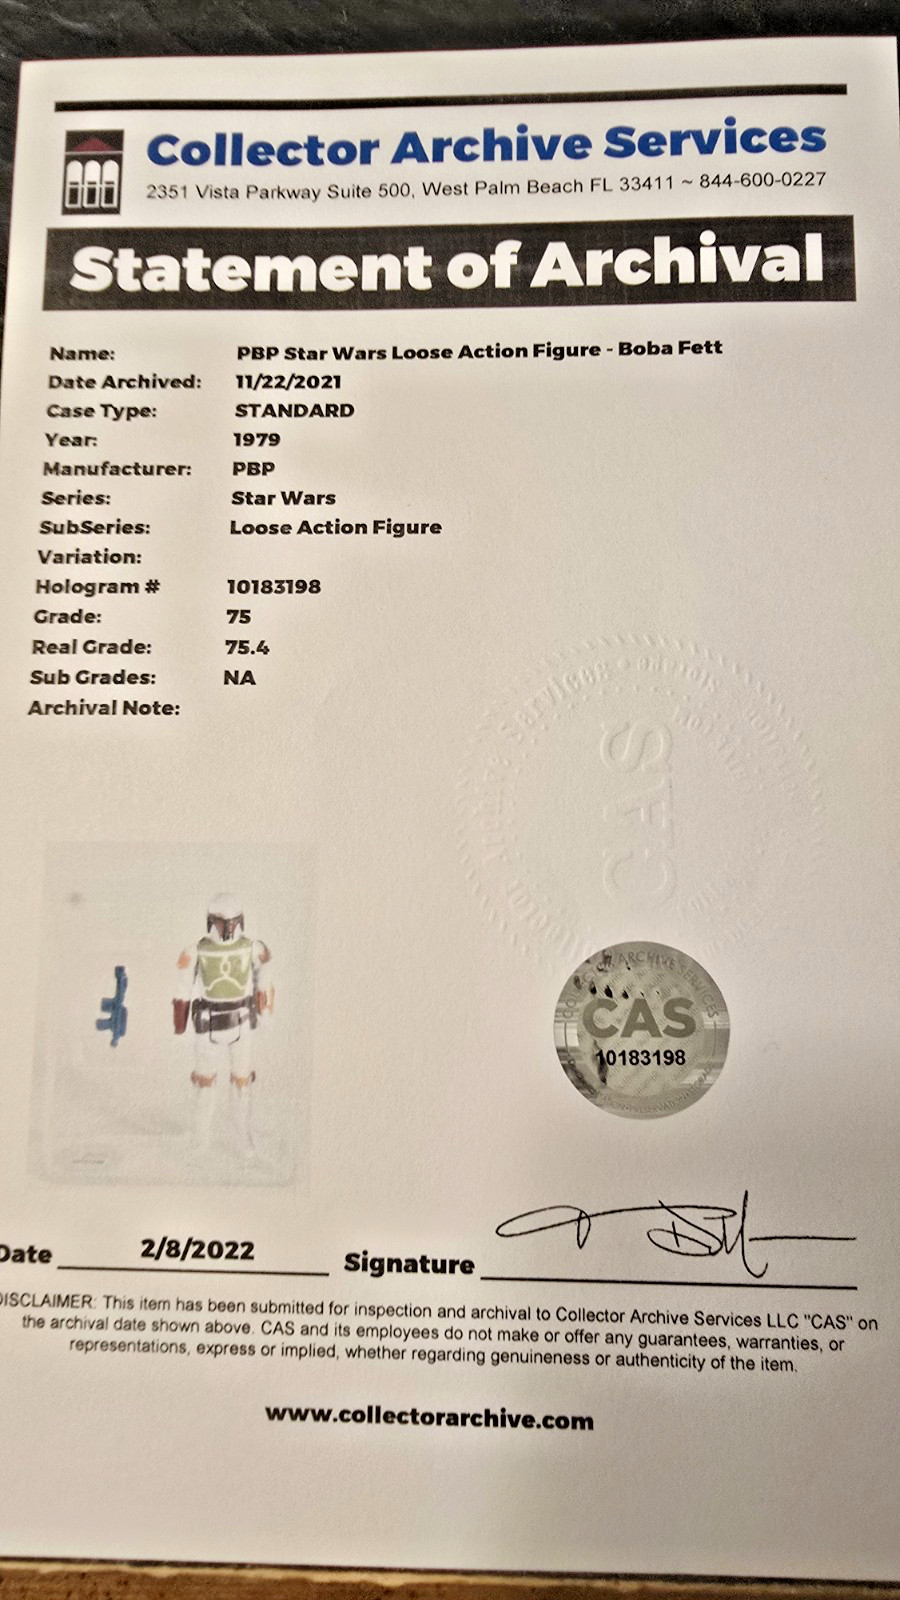 Collector Archive Services
2351 Vista Parkway Suite 500, West Palm Beach FL 33411 ~ 844-600-0227
Statement of Archival
Name: PBP Star Wars Loose Action Figure - Boba Fett
Date Archived: 11/22/2021
Case Type: STANDARD
Year: 1979
Manufacturer: PBP
Series: Star Wars
SubSeries: Loose Action Figure
Variation:
Hologram # 10183198
Grade: 75
Real Grade: 75.4
Sub Grades: NA
Archival Note:
CAS
COLLECTOR ARCHIVE SERVICES
CAS
10183198
Date 2/8/2022 Signature
DISCLAIMER: This item has been submitted for inspection and archival to Collector Archive Services LLC "CAS" on
the archival date shown above. CAS and its employees do not make or offer any guarantees, warranties, or
representations, express or implied, whether regarding genuineness or authenticity of the item.
www.collectorarchive.com